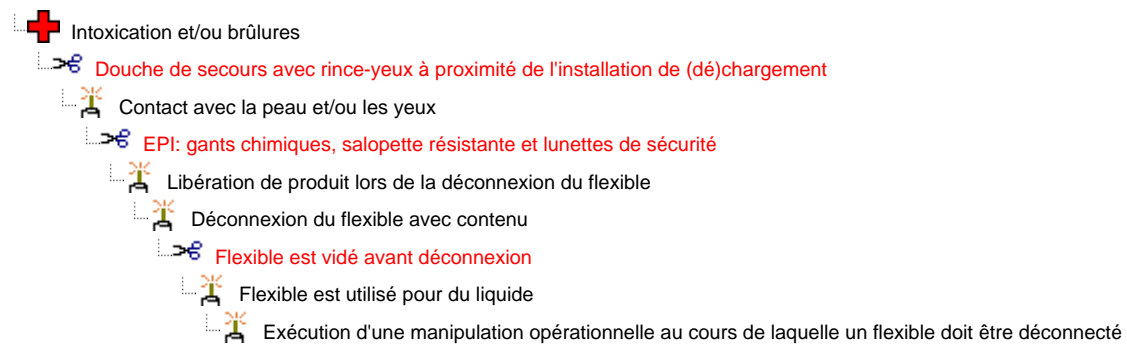 Intoxication et/ou brûlures
Douche de secours avec rince-yeux à proximité de l'installation de (dé)chargement
Contact avec la peau et/ou les yeux
EPI: gants chimiques, salopette résistante et lunettes de sécurité
Libération de produit lors de la déconnexion du flexible
Déconnexion du flexible avec contenu
Flexible est vidé avant déconnexion
Flexible est utilisé pour du liquide
Exécution d'une manipulation opérationnelle au cours de laquelle un flexible doit être déconnecté